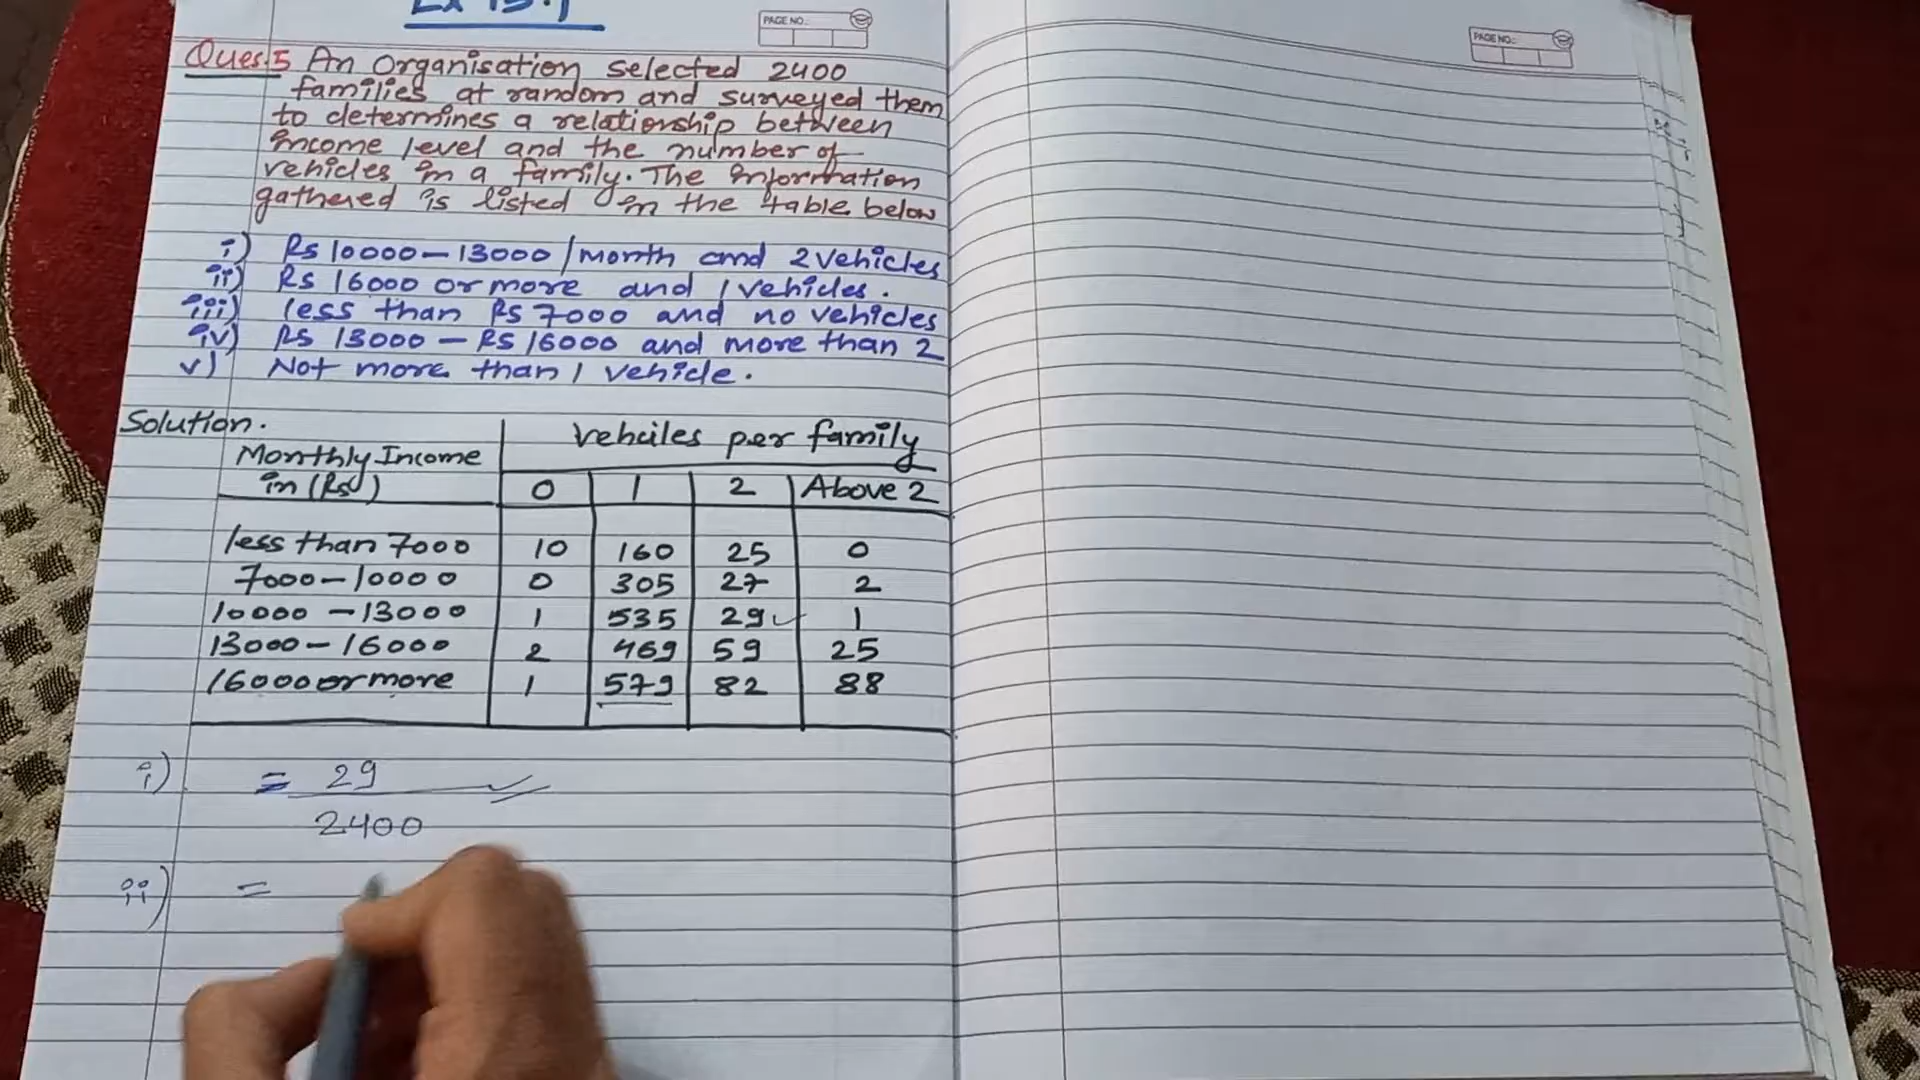 Ex 13.1
PAGE NO.:
PAGE NO.:
Ques.5 An Organisation selected 2400
families at random and surveyed them
to determines a relationship between
income level and the number of
vehicles in a family. The information
gathered is listed in the table below
i) Rs 10000-13000/month and 2 vehicles
ii) Rs 16000 or more and 1 vehicles.
iii) less than Rs 7000 and no vehicles
iv) Rs 13000 - Rs 16000 and more than 2
v) Not more than 1 vehicle.
Solution.
Monthly Income in (Rs) vehciles per family
0 1 2 Above 2
less than 7000 10 160 25 0
7000-10000 0 305 27 2
10000-13000 1 535 29 1
13000-16000 2 469 59 25
16000 or more 1 579 82 88
i) = 29
2400
ii) =